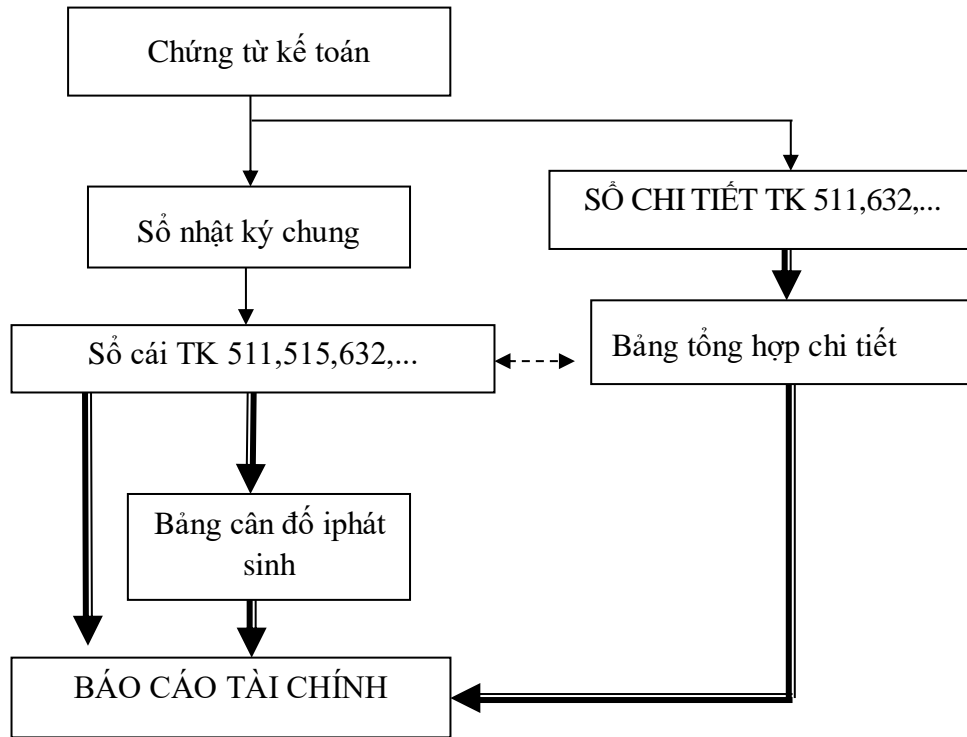 Chứng từ kế toán
SỔ CHI TIẾT TK 511,632,...
Sổ nhật ký chung
Bảng tổng hợp chi tiết
Sổ cái TK 511,515,632,...
Bảng cân đố iphát
sinh
BÁO CÁO TÀI CHÍNH